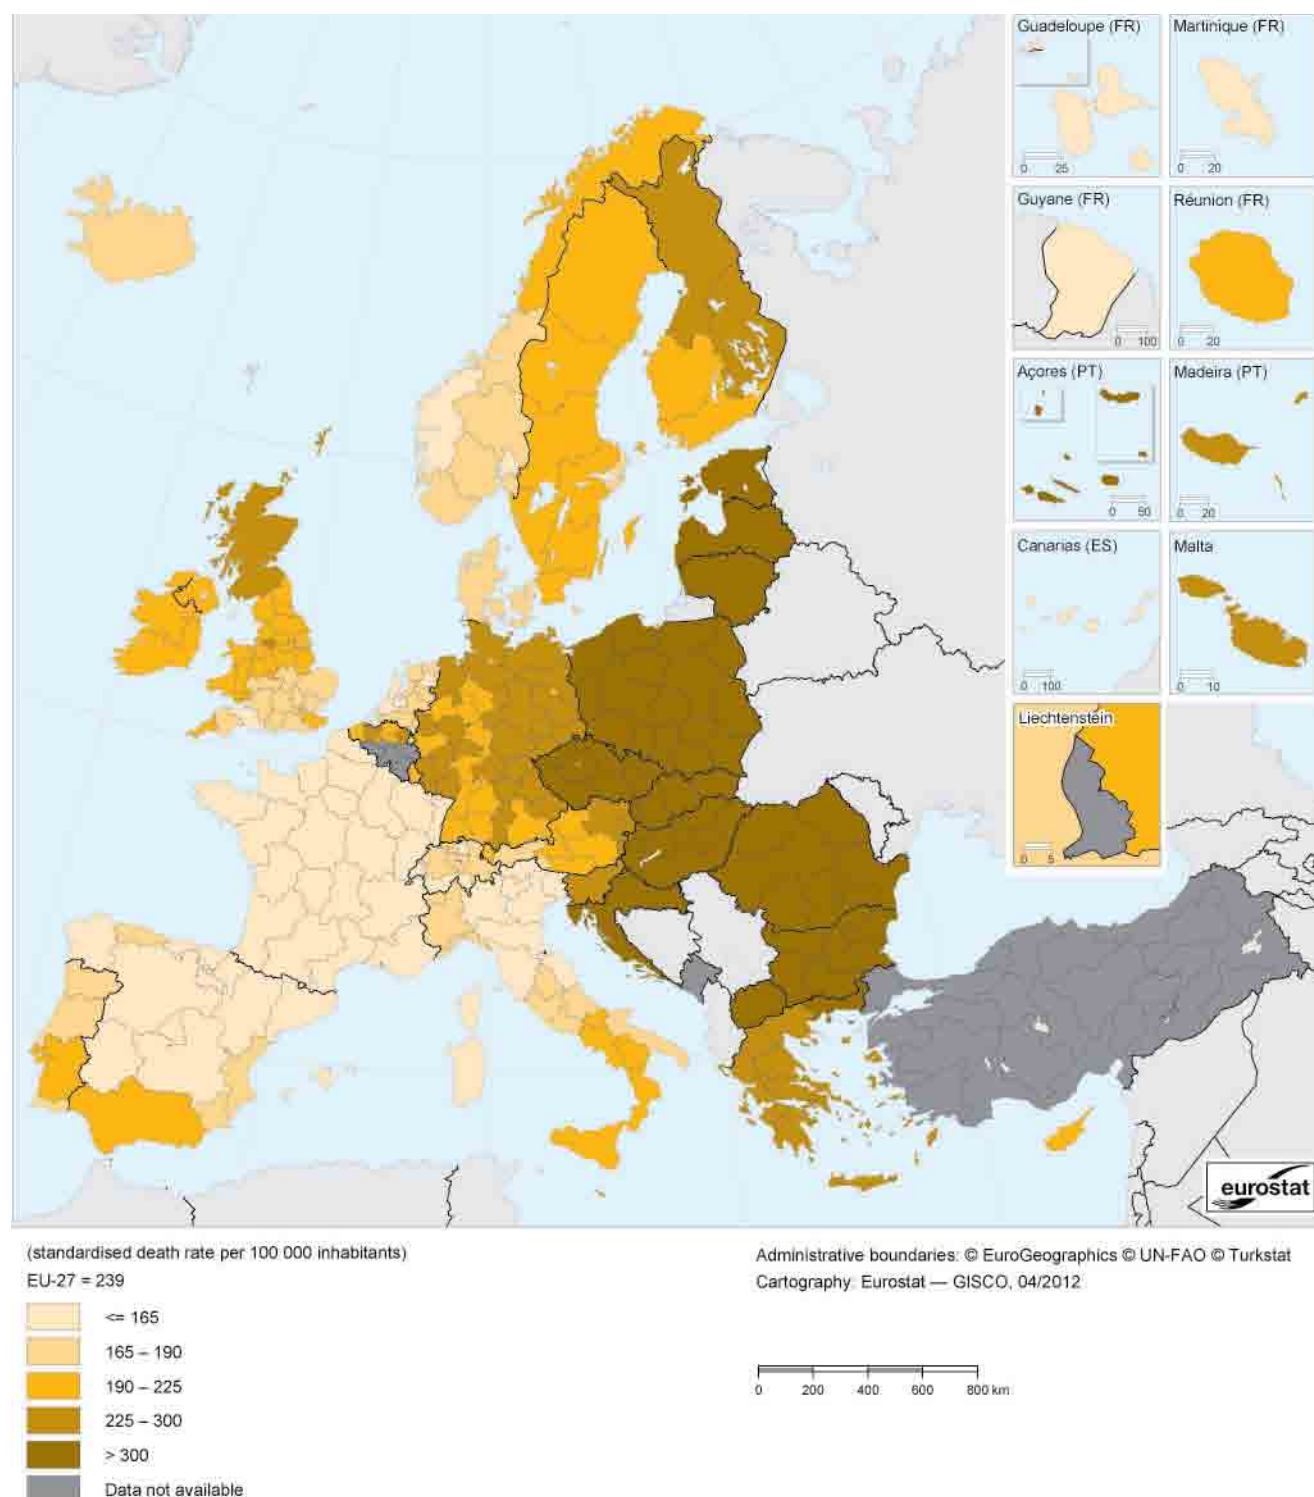 Guadeloupe (FR)
0 25
Martinique (FR)
0 20
Guyane (FR)
0 100
Réunion (FR)
0 20
Açores (PT)
0 50
Madeira (PT)
0 20
Canarias (ES)
0 100
Malta
0 10
Liechtenstein
0 5
eurostat
(standardised death rate per 100 000 inhabitants)
EU-27 = 239
<= 165
165 – 190
190 – 225
225 – 300
> 300
Data not available
Administrative boundaries: © EuroGeographics © UN-FAO © Turkstat
Cartography: Eurostat — GISCO, 04/2012
0 200 400 600 800 km